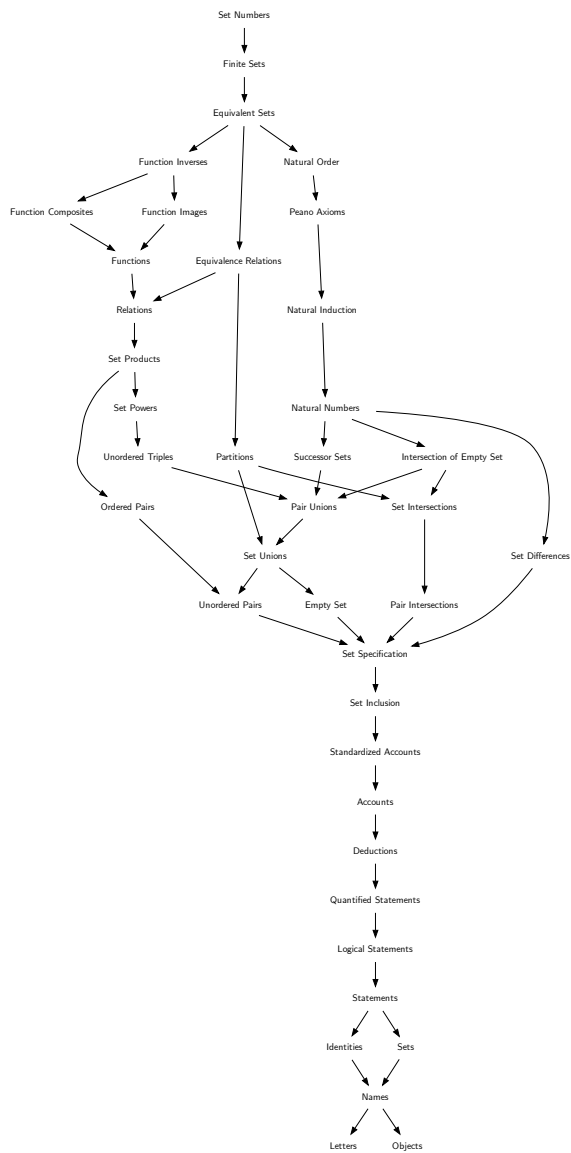 Set Numbers
Finite Sets
Equivalent Sets
Function Inverses
Natural Order
Function Composites
Function Images
Peano Axioms
Functions
Equivalence Relations
Relations
Natural Induction
Set Products
Set Powers
Natural Numbers
Unordered Triples
Partitions
Successor Sets
Intersection of Empty Set
Ordered Pairs
Pair Unions
Set Intersections
Set Unions
Set Differences
Unordered Pairs
Empty Set
Pair Intersections
Set Specification
Set Inclusion
Standardized Accounts
Accounts
Deductions
Quantified Statements
Logical Statements
Statements
Identities
Sets
Names
Letters
Objects